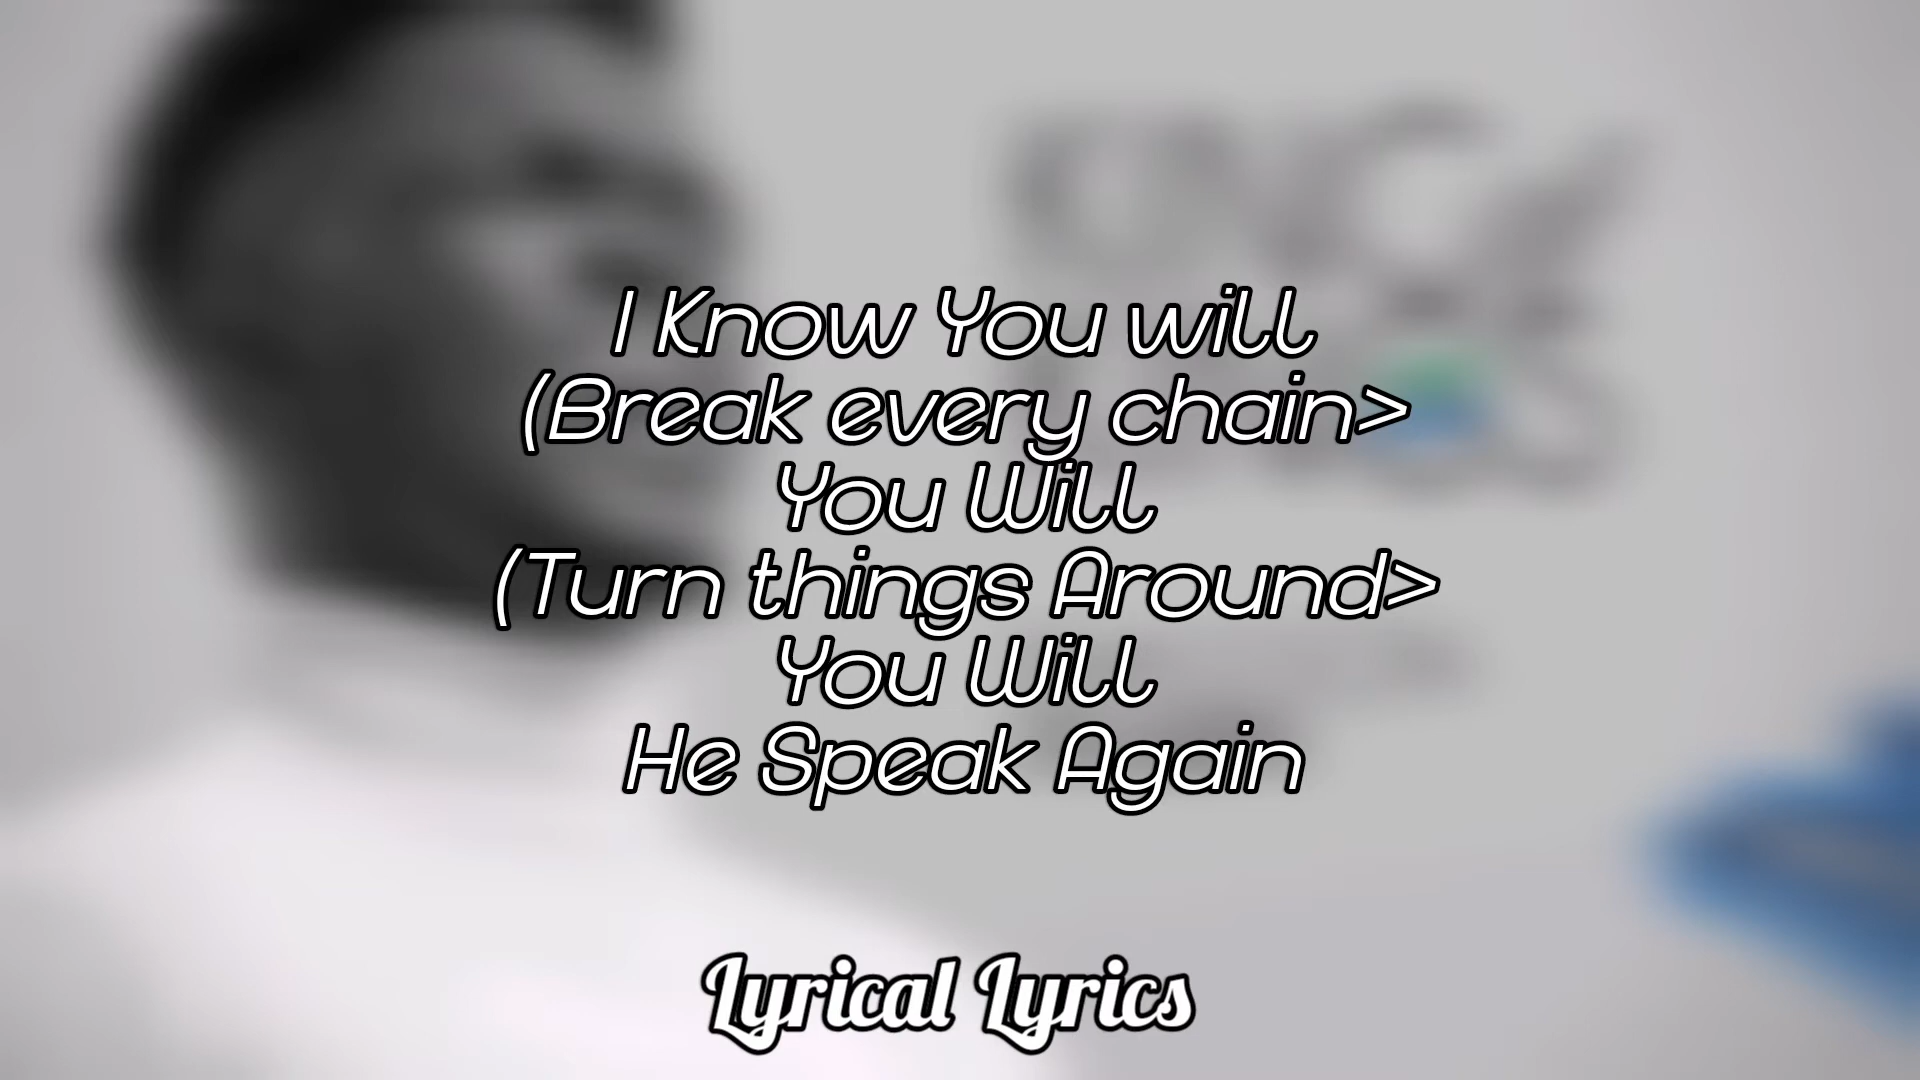 I Know You will
(Break every chain>
You Will
(Turn things Around>
You Will
He Speak Again
Lyrical Lyrics